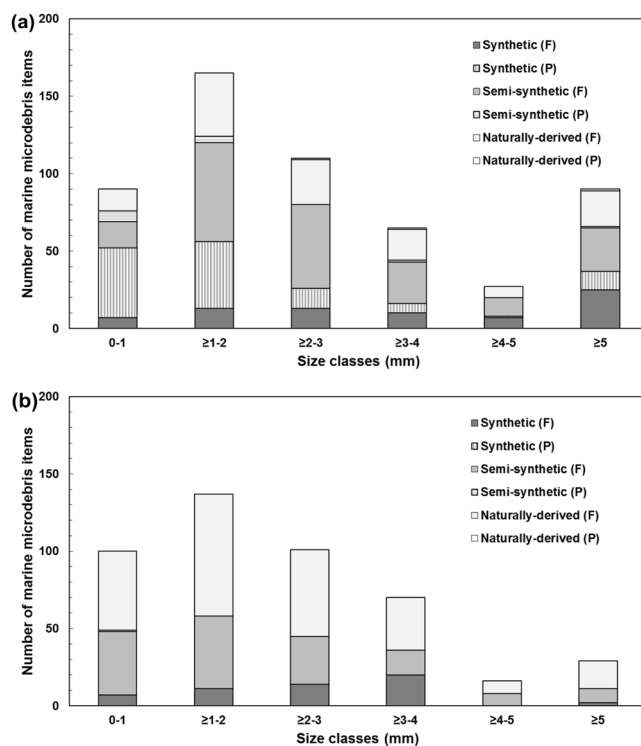 (a)
200
150
100
50
0
Number of marine microdebris items
Synthetic (F)
Synthetic (P)
Semi-synthetic (F)
Semi-synthetic (P)
Naturally-derived (F)
Naturally-derived (P)
0-1 ≥1-2 ≥2-3 ≥3-4 ≥4-5 ≥5
Size classes (mm)
(b)
200
150
100
50
0
Number of marine microdebris items
Synthetic (F)
Synthetic (P)
Semi-synthetic (F)
Semi-synthetic (P)
Naturally-derived (F)
Naturally-derived (P)
0-1 ≥1-2 ≥2-3 ≥3-4 ≥4-5 ≥5
Size classes (mm)